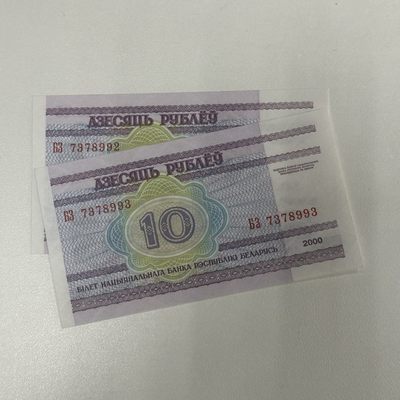 ДЗЕСЯЦЬ РУБЛЁЎ
БЗ 7378992
ДЗЕСЯЦЬ РУБЛЁЎ
БЗ 7378993
10
БЗ 7378993
2000
БІЛЕТ НАЦЫЯНАЛЬНАГА БАНКА РЭСПУБЛІКІ БЕЛАРУСЬ